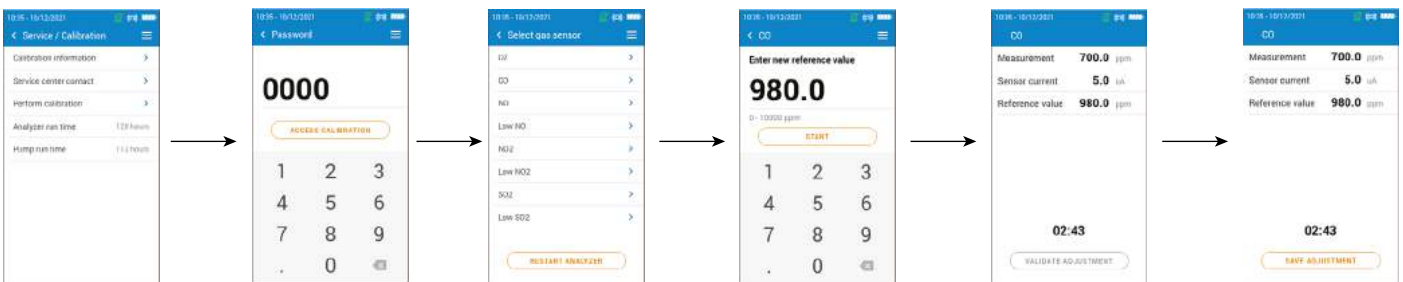 10:35 - 10/12/2021
< Service / Calibration
Calibration information >
Service center contact >
Perform calibration >
Analyzer run time 128 hours
Pump run time hours
10:35 - 10/12/2021
< Password
0000
ACCESS CALIBRATION
1 2 3
4 5 6
7 8 9
. 0
10:35 - 10/12/2021
< Select gas sensor
O2 >
CO >
NO >
Low NO >
NO2 >
Low NO2 >
SO2 >
Low SO2 >
RESTART ANALYZER
10:35 - 10/12/2021
< CO
Enter new reference value
980.0
0 - 10000 ppm
START
1 2 3
4 5 6
7 8 9
. 0
10:35 - 10/12/2021
CO
Measurement 700.0 ppm
Sensor current 5.0 uA
Reference value 980.0 ppm
02:43
VALIDATE ADJUSTMENT
10:35 - 10/12/2021
CO
Measurement 700.0 ppm
Sensor current 5.0 uA
Reference value 980.0 ppm
02:43
SAVE ADJUSTMENT